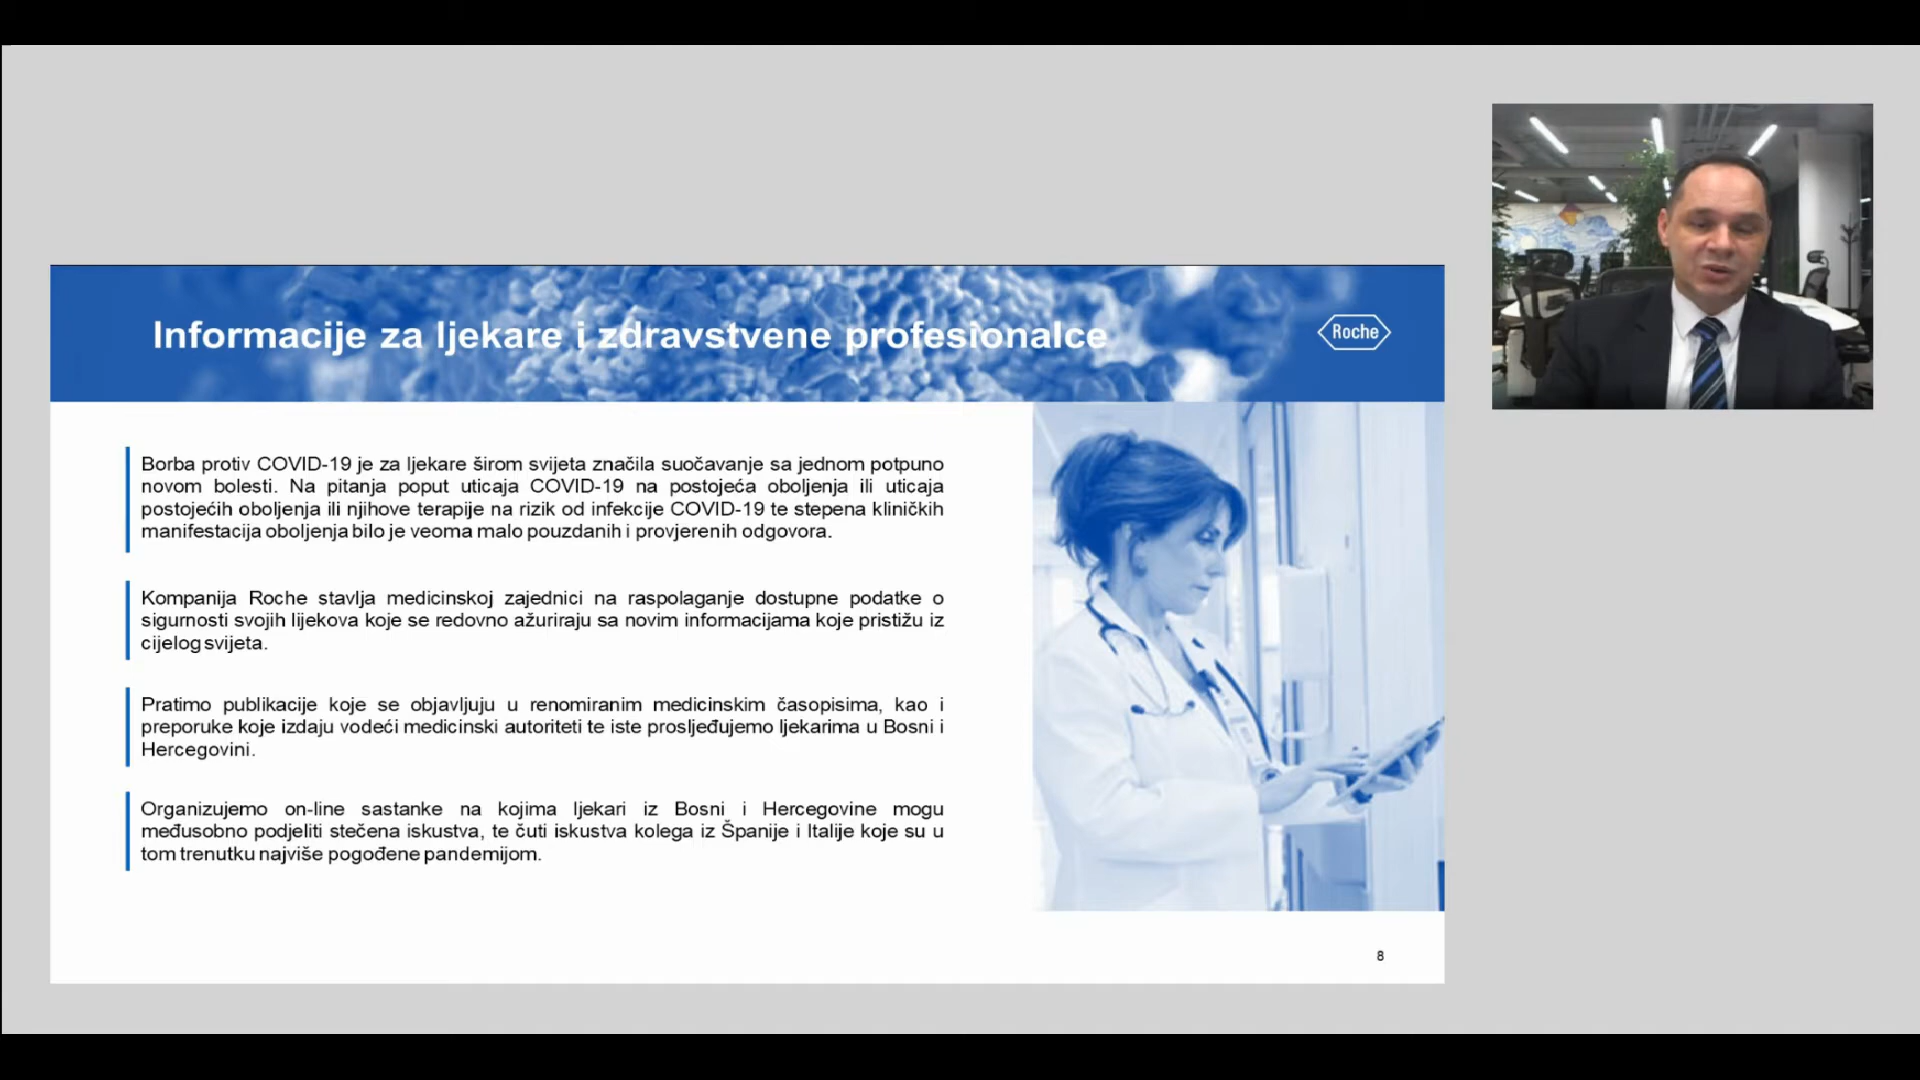 Informacije za ljekare i zdravstvene profesionalce
Roche
Borba protiv COVID-19 je za ljekare širom svijeta značila suočavanje sa jednom potpuno
novom bolesti. Na pitanja poput uticaja COVID-19 na postojeća oboljenja ili uticaja
postojećih oboljenja ili njihove terapije na rizik od infekcije COVID-19 te stepena kliničkih
manifestacija oboljenja bilo je veoma malo pouzdanih i provjerenih odgovora.
Kompanija Roche stavlja medicinskoj zajednici na raspolaganje dostupne podatke o
sigurnosti svojih lijekova koje se redovno ažuriraju sa novim informacijama koje pristižu iz
cijelog svijeta.
Pratimo publikacije koje se objavljuju u renomiranim medicinskim časopisima, kao i
preporuke koje izdaju vodeći medicinski autoriteti te iste prosljeđujemo ljekarima u Bosni i
Hercegovini.
Organizujemo on-line sastanke na kojima ljekari iz Bosni i Hercegovine mogu
međusobno podjeliti stečena iskustva, te čuti iskustva kolega iz Španije i Italije koje su u
tom trenutku najviše pogođene pandemijom.
8